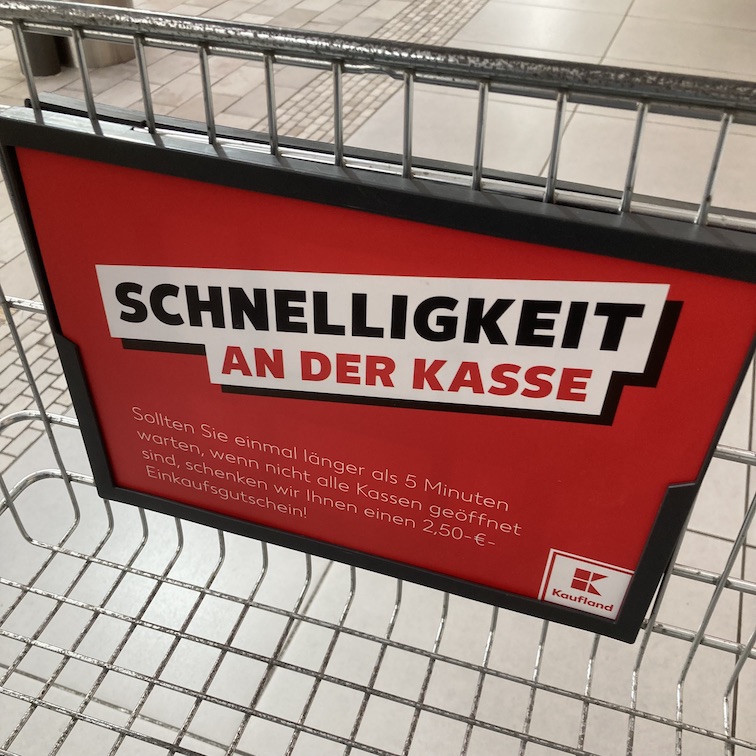 SCHNELLIGKEIT
AN DER KASSE
Sollten Sie einmal länger als 5 Minuten
warten, wenn nicht alle Kassen geöffnet
sind, schenken wir Ihnen einen 2,50-€-
Einkaufsgutschein!
Kaufland